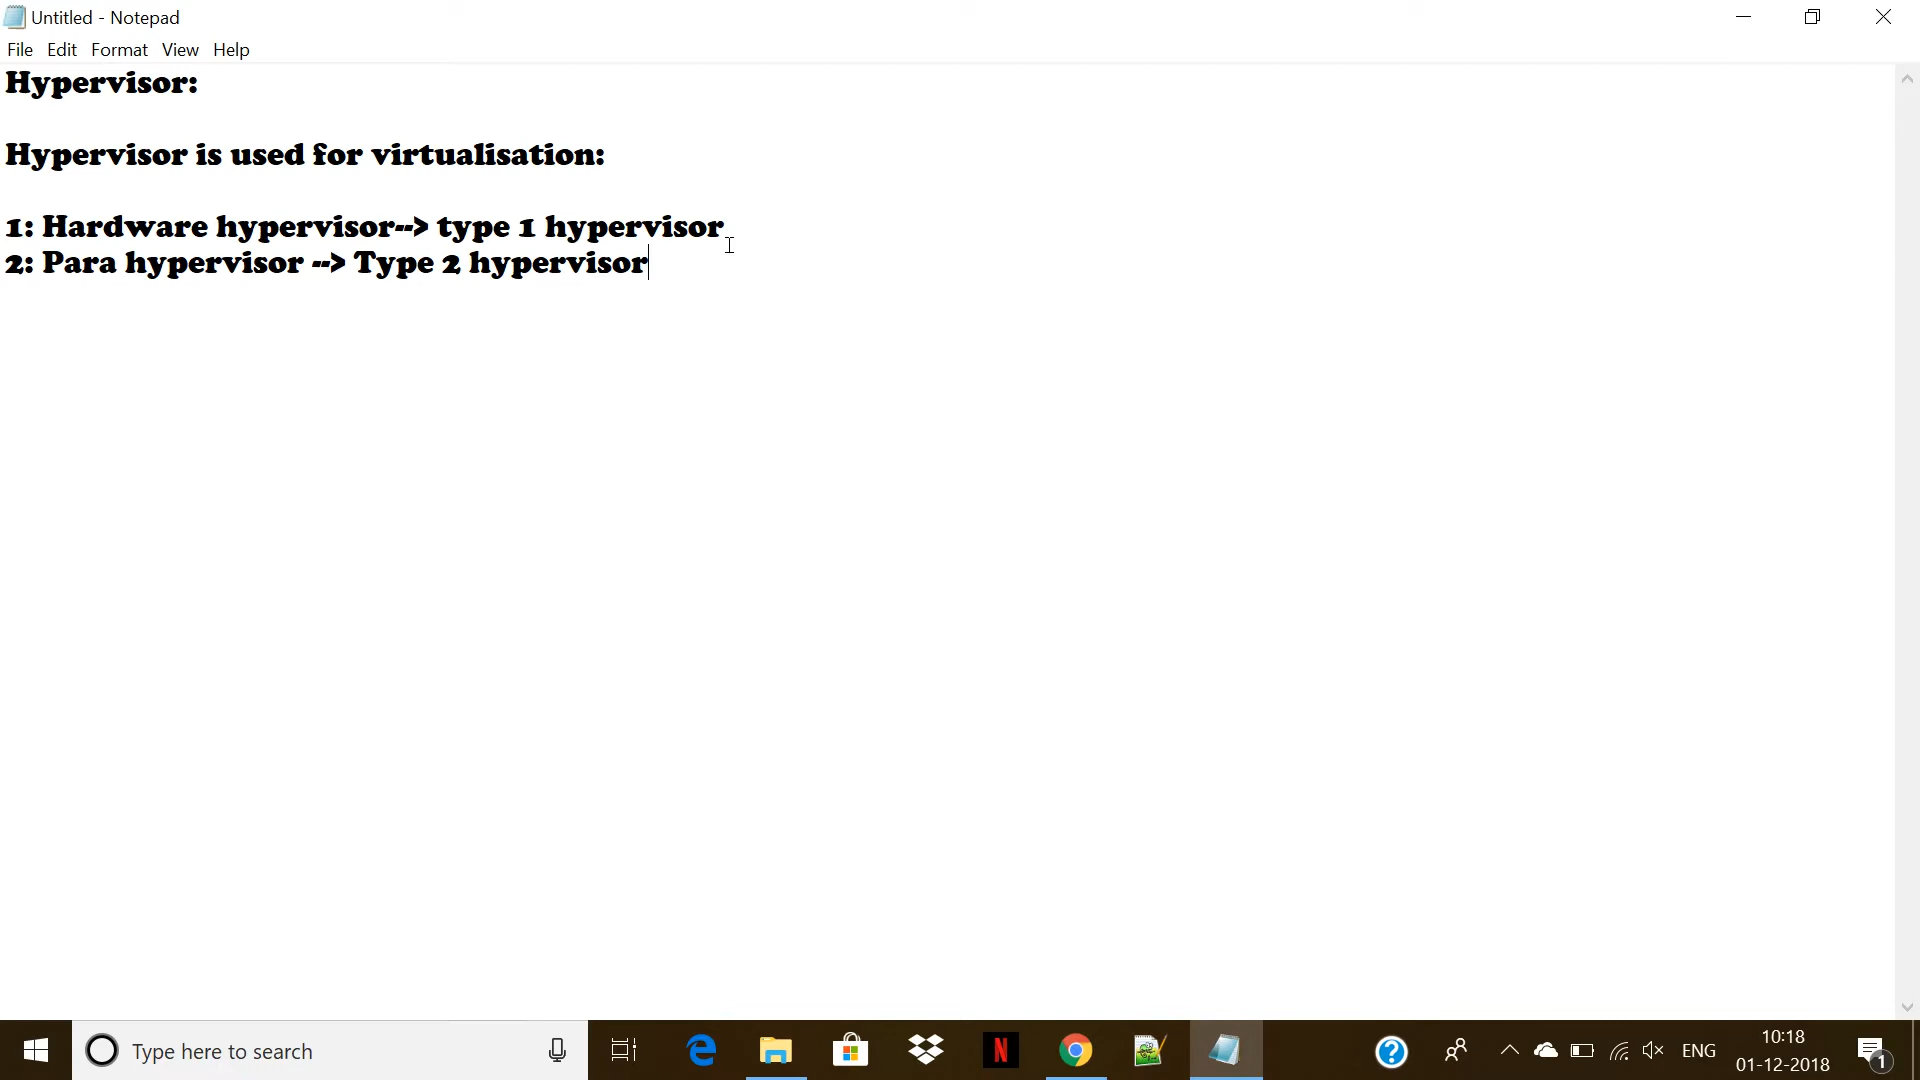 Untitled - Notepad
File Edit Format View Help
Hypervisor:
Hypervisor is used for virtualisation:
1: Hardware hypervisor--> type 1 hypervisor
2: Para hypervisor --> Type 2 hypervisor
Type here to search
ENG
10:18
01-12-2018
1